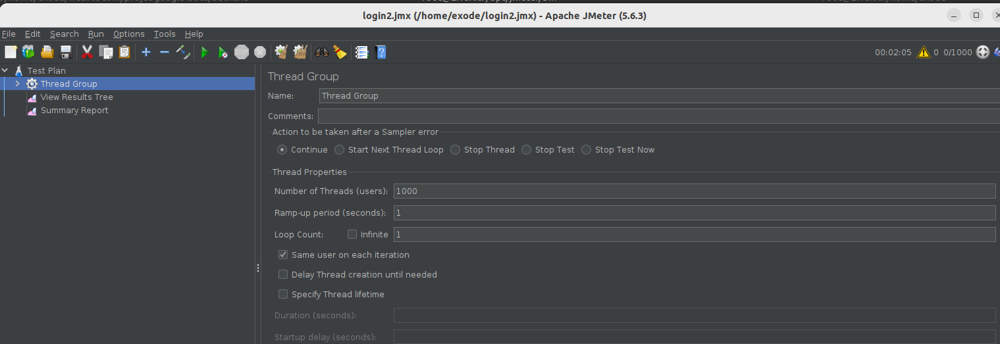 login2.jmx (/home/exode/login2.jmx) - Apache JMeter (5.6.3)
File Edit Search Run Options Tools Help
00:02:05 0 0/1000
Test Plan
Thread Group
View Results Tree
Summary Report
Thread Group
Name: Thread Group
Comments:
Action to be taken after a Sampler error
Continue Start Next Thread Loop Stop Thread Stop Test Stop Test Now
Thread Properties
Number of Threads (users): 1000
Ramp-up period (seconds): 1
Loop Count: Infinite 1
Same user on each iteration
Delay Thread creation until needed
Specify Thread lifetime
Duration (seconds):
Startup delay (seconds):